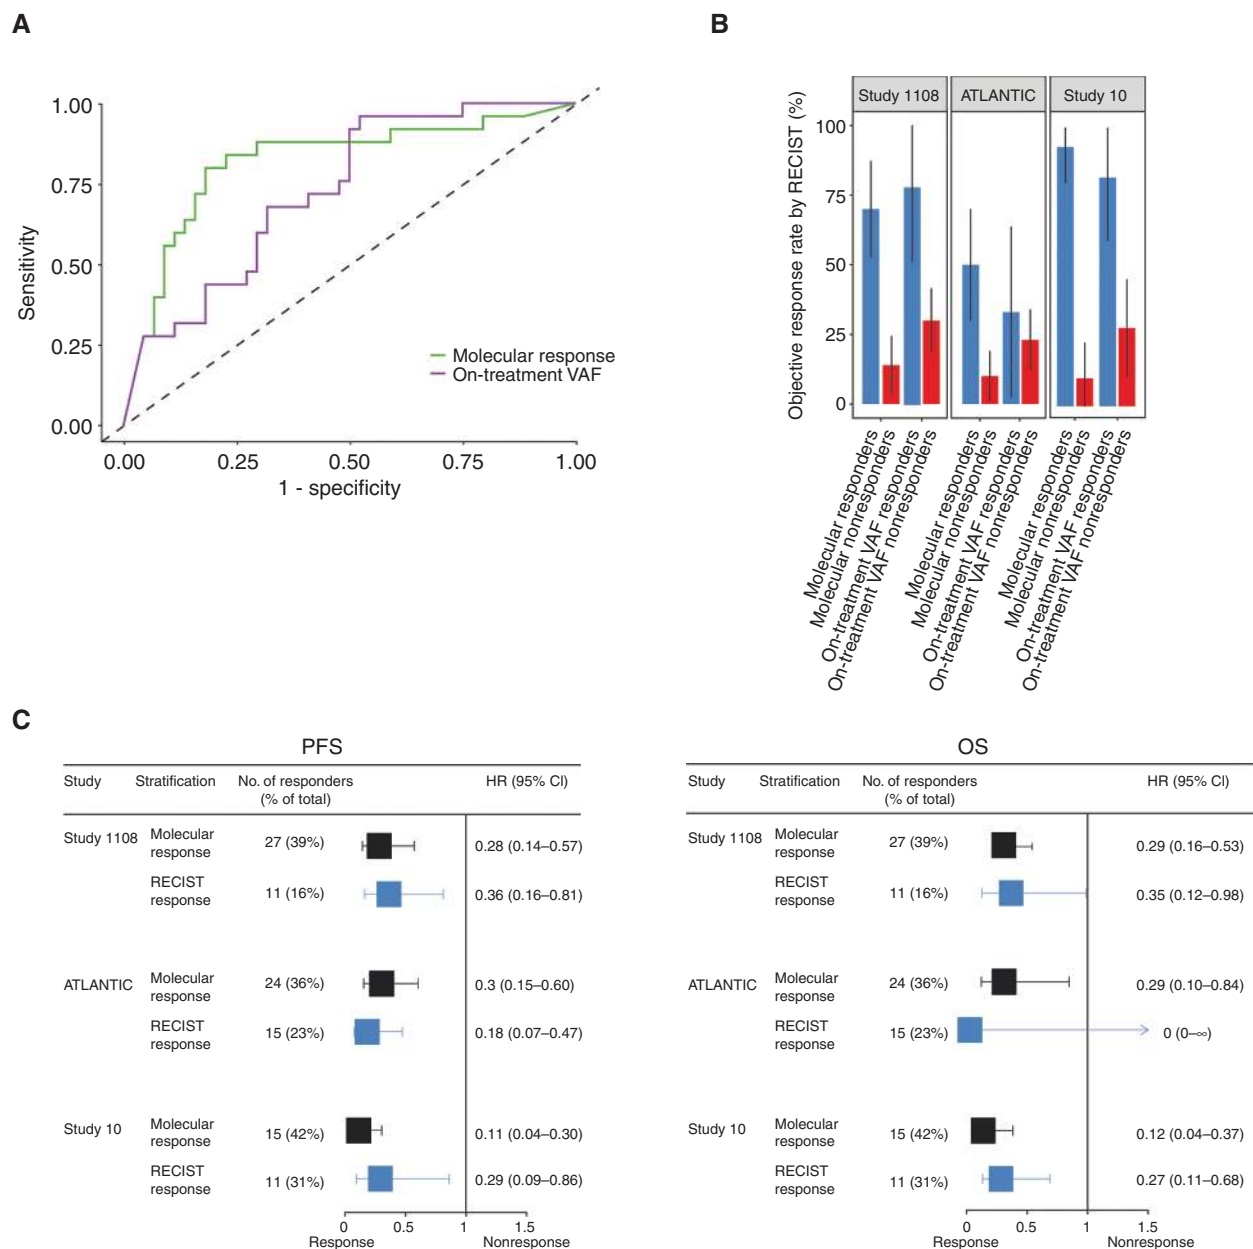 A
1.00
0.75
0.50
0.25
0.00
Sensitivity
Molecular response
On-treatment VAF
0.00 0.25 0.50 0.75 1.00
1 - specificity
B
Study 1108 ATLANTIC Study 10
Objective response rate by RECIST (%)
100
75
50
25
0
Molecular responders
Molecular nonresponders
On-treatment VAF responders
On-treatment VAF nonresponders
Molecular responders
Molecular nonresponders
On-treatment VAF responders
On-treatment VAF nonresponders
Molecular responders
Molecular nonresponders
On-treatment VAF responders
On-treatment VAF nonresponders
C
PFS
Study Stratification No. of responders HR (95% CI)
(% of total)
Study 1108 Molecular response 27 (39%) 0.28 (0.14–0.57)
RECIST response 11 (16%) 0.36 (0.16–0.81)
ATLANTIC Molecular response 24 (36%) 0.3 (0.15–0.60)
RECIST response 15 (23%) 0.18 (0.07–0.47)
Study 10 Molecular response 15 (42%) 0.11 (0.04–0.30)
RECIST response 11 (31%) 0.29 (0.09–0.86)
0 0.5 1 1.5
Response Nonresponse
OS
Study Stratification No. of responders HR (95% CI)
(% of total)
Study 1108 Molecular response 27 (39%) 0.29 (0.16–0.53)
RECIST response 11 (16%) 0.35 (0.12–0.98)
ATLANTIC Molecular response 24 (36%) 0.29 (0.10–0.84)
RECIST response 15 (23%) 0 (0–∞)
Study 10 Molecular response 15 (42%) 0.12 (0.04–0.37)
RECIST response 11 (31%) 0.27 (0.11–0.68)
0 0.5 1 1.5
Response Nonresponse